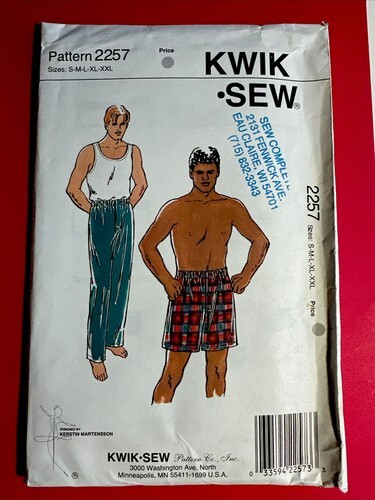 Pattern 2257
Sizes: S-M-L-XL-XXL
Price
KWIK
•SEW®
SEW COMPLETE
2131 FENWICK AVE.
EAU CLAIRE, WI 54701
(715) 832-5343
2257
Sizes: S-M-L-XL-XXL
Price
DESIGNED BY
KERSTIN MARTENSSON
®
KWIK•SEW Pattern Co., Inc.
3000 Washington Ave. North
Minneapolis, MN 55411-1699 U.S.A.
0 33594 22573 3